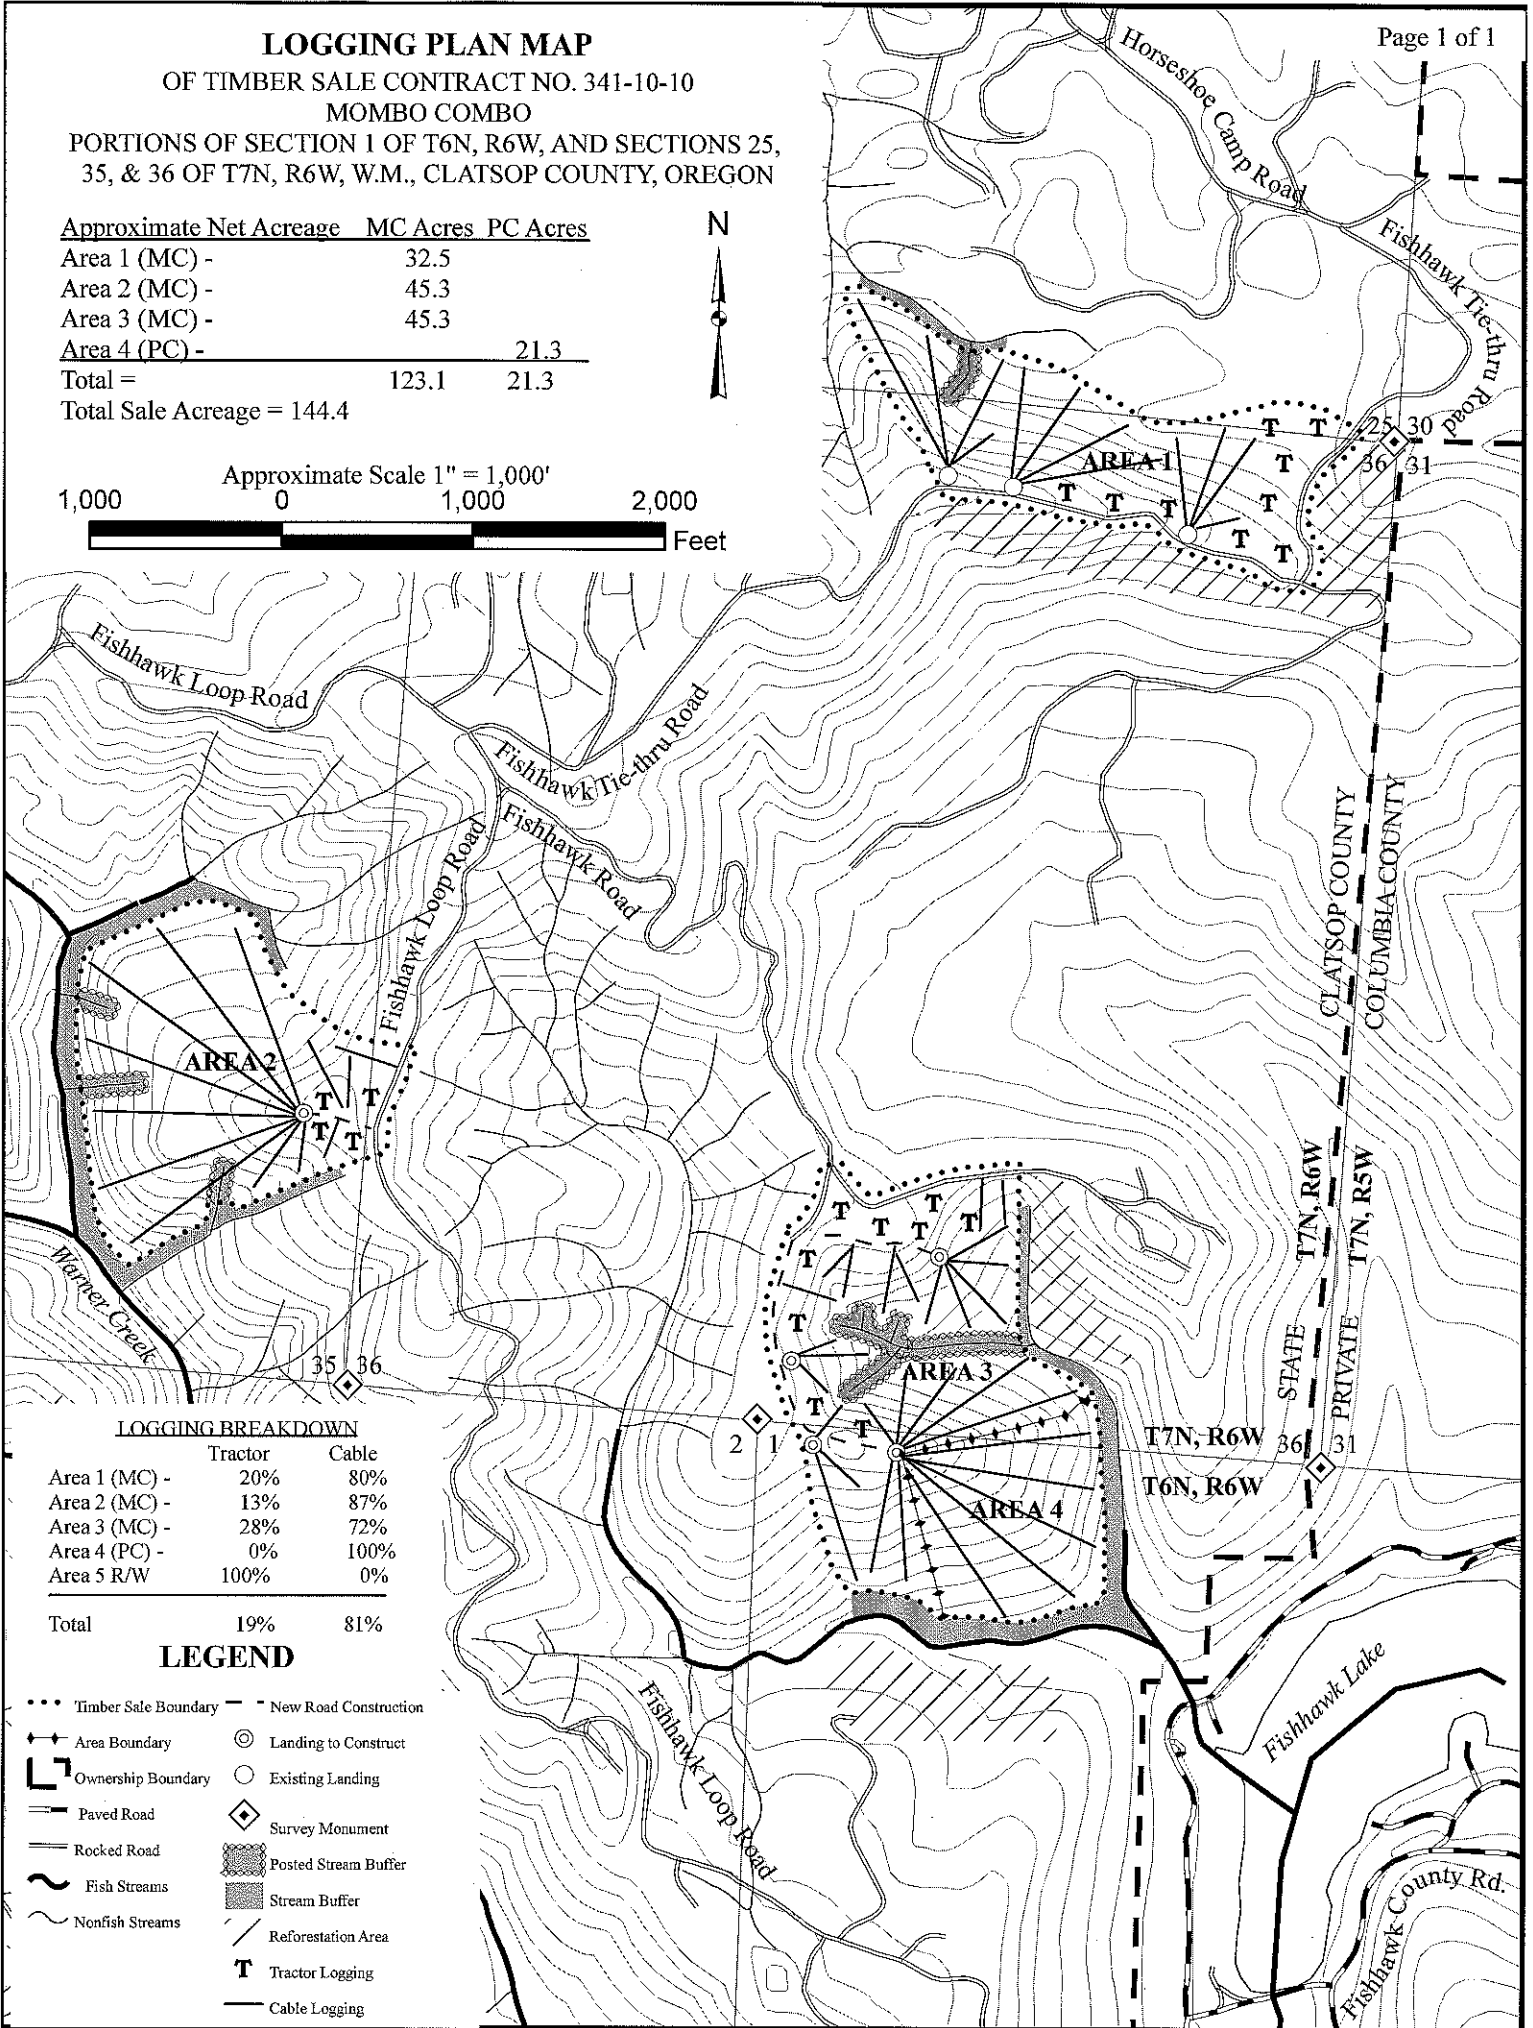 Page 1 of 1
LOGGING PLAN MAP
OF TIMBER SALE CONTRACT NO. 341-10-10
MOMBO COMBO
PORTIONS OF SECTION 1 OF T6N, R6W, AND SECTIONS 25,
35, & 36 OF T7N, R6W, W.M., CLATSOP COUNTY, OREGON
Approximate Net Acreage MC Acres PC Acres
Area 1 (MC) - 32.5
Area 2 (MC) - 45.3
Area 3 (MC) - 45.3
Area 4 (PC) - 21.3
Total = 123.1 21.3
Total Sale Acreage = 144.4
N
Approximate Scale 1" = 1,000'
1,000 0 1,000 2,000
Feet
Horseshoe Camp Road
Fishhawk Tie-thru Road
25 30
36 31
AREA 1
T T
T
T
T T T
T T
Fishhawk Loop Road
Fishhawk Tie-thru Road
Fishhawk Road
Fishhawk Loop Road
CLATSOP COUNTY
COLUMBIA COUNTY
AREA 2
T T
T T
T7N, R6W
T7N, R5W
T T T T T
T
T
T
T
Warner Creek
STATE
PRIVATE
35 36
AREA 3
2 1
T7N, R6W 36 31
T6N, R6W
AREA 4
LOGGING BREAKDOWN
Tractor Cable
Area 1 (MC) - 20% 80%
Area 2 (MC) - 13% 87%
Area 3 (MC) - 28% 72%
Area 4 (PC) - 0% 100%
Area 5 R/W 100% 0%
Total 19% 81%
LEGEND
Timber Sale Boundary New Road Construction
Area Boundary Landing to Construct
Ownership Boundary Existing Landing
Paved Road Survey Monument
Rocked Road Posted Stream Buffer
Fish Streams Stream Buffer
Nonfish Streams Reforestation Area
T Tractor Logging
Cable Logging
Fishhawk Loop Road
Fishhawk Lake
Fishhawk County Rd.